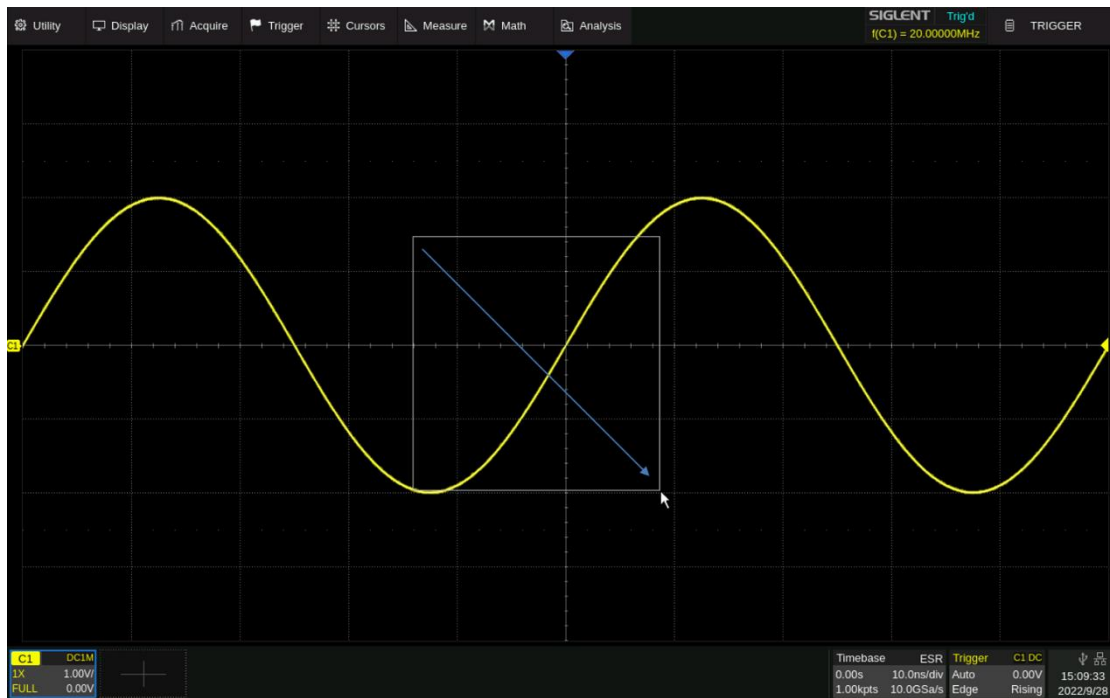 Utility Display Acquire Trigger Cursors Measure Math Analysis SIGLENT Trig'd TRIGGER
f(C1) = 20.00000MHz
C1
C1 DC1M
1X 1.00V/
FULL 0.00V
Timebase ESR
0.00s 10.0ns/div
1.00kpts 10.0GSa/s
Trigger C1 DC
Auto 0.00V
Edge Rising
15:09:33
2022/9/28